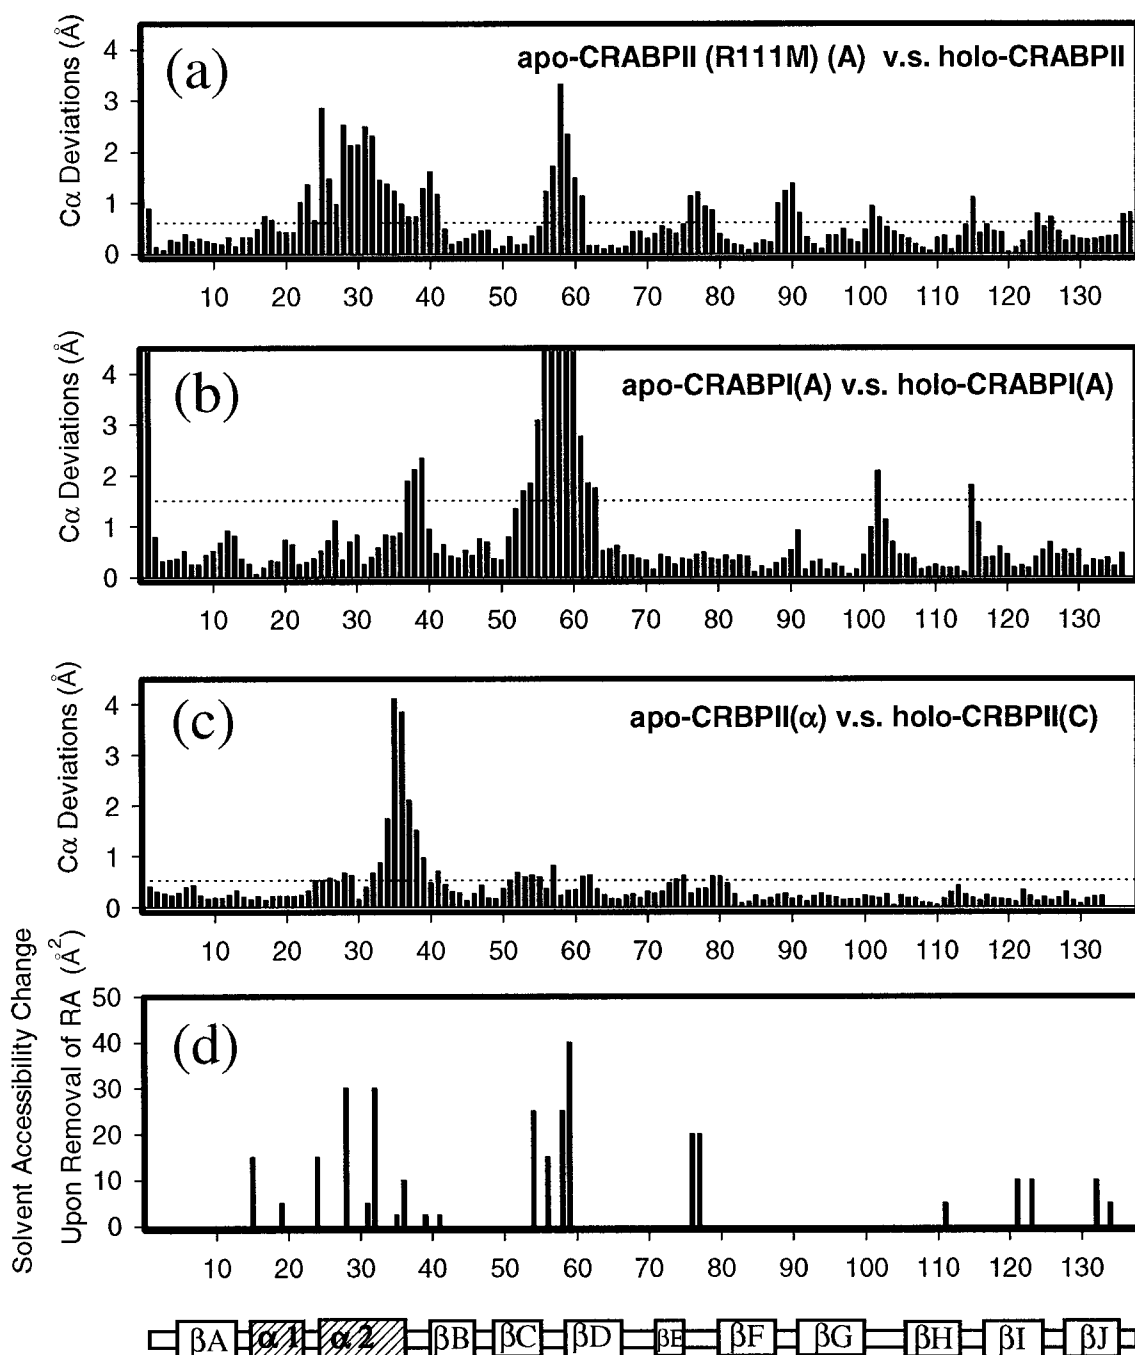 (a)
apo-CRABPII (R111M) (A) v.s. holo-CRABPII
Cα Deviations (Å)
4
3
2
1
0
10 20 30 40 50 60 70 80 90 100 110 120 130
(b)
apo-CRABPI(A) v.s. holo-CRABPI(A)
Cα Deviations (Å)
4
3
2
1
0
10 20 30 40 50 60 70 80 90 100 110 120 130
(c)
apo-CRBPII(α) v.s. holo-CRBPII(C)
Cα Deviations (Å)
4
3
2
1
0
10 20 30 40 50 60 70 80 90 100 110 120 130
(d)
Solvent Accessibility Change
Upon Removal of RA (Å²)
50
40
30
20
10
0
10 20 30 40 50 60 70 80 90 100 110 120 130
βA α1 α2 βB βC βD βE βF βG βH βI βJ